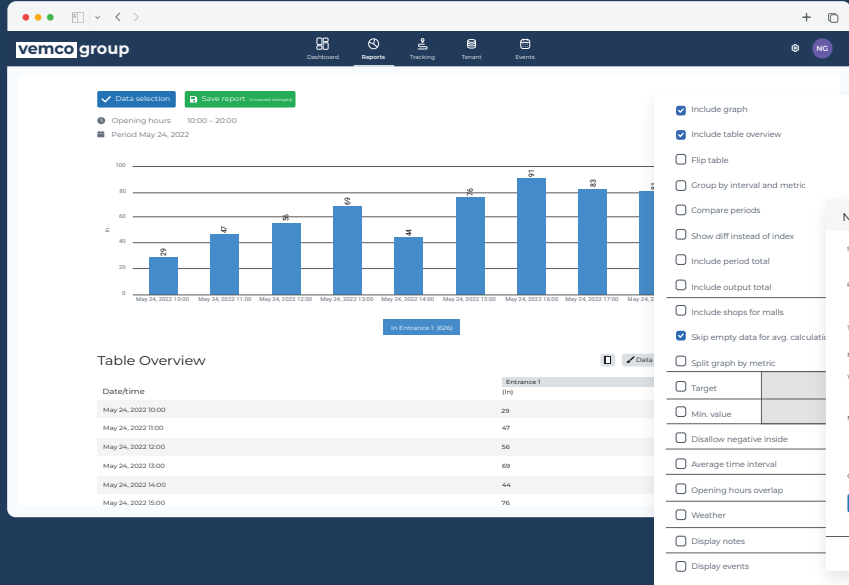 vemco group
Dashboard
Reports
Tracking
Tenant
Events
NG
Data selection
Save report (Unsaved changes)
Opening hours 10:00 – 20:00
Period May 24, 2022
100
80
60
40
20
0
In
29
47
56
69
44
76
91
83
May 24, 2022 10:00
May 24, 2022 11:00
May 24, 2022 12:00
May 24, 2022 13:00
May 24, 2022 14:00
May 24, 2022 15:00
May 24, 2022 16:00
May 24, 2022 17:00
May 24, 2
In Entrance 1: (626)
Table Overview
Data
Entrance 1
Date/time (In)
May 24, 2022 10:00 29
May 24, 2022 11:00 47
May 24, 2022 12:00 56
May 24, 2022 13:00 69
May 24, 2022 14:00 44
May 24, 2022 15:00 76
Include graph
Include table overview
Flip table
Group by interval and metric
Compare periods
Show diff instead of index
Include period total
Include output total
Include shops for malls
Skip empty data for avg. calculatio
Split graph by metric
Target
Min. value
Disallow negative inside
Average time interval
Opening hours overlap
Weather
Display notes
Display events